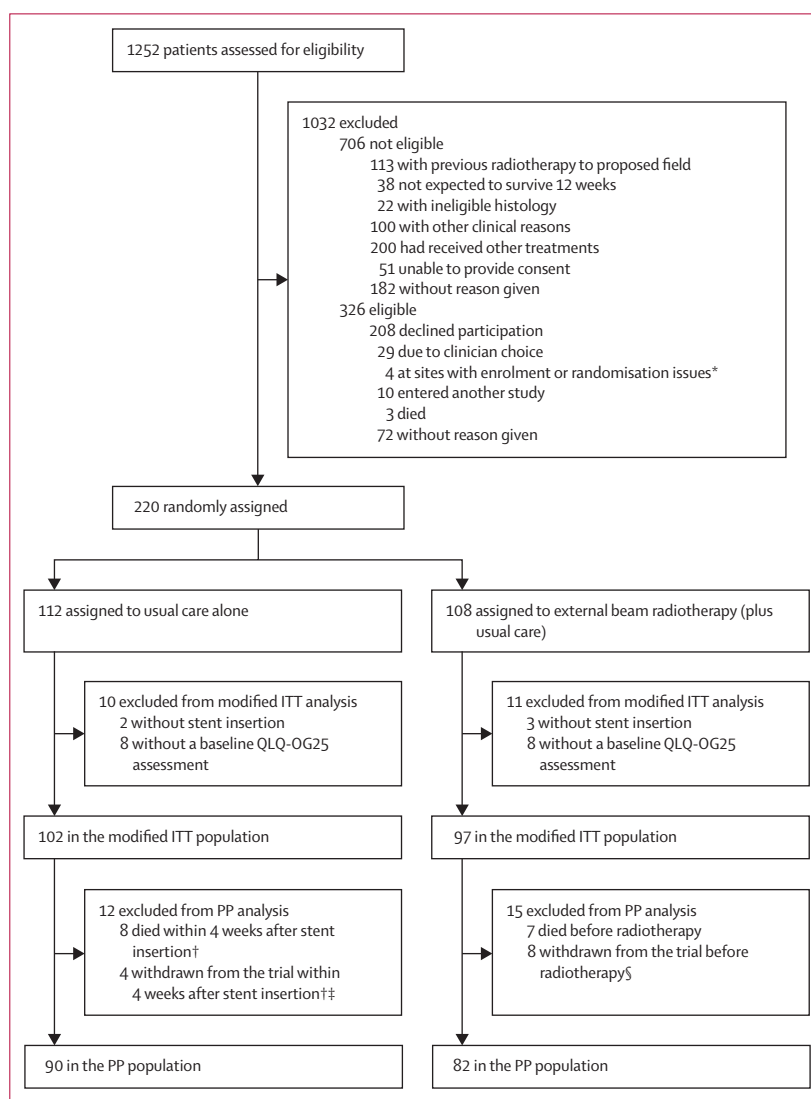 1252 patients assessed for eligibility
1032 excluded
706 not eligible
113 with previous radiotherapy to proposed field
38 not expected to survive 12 weeks
22 with ineligible histology
100 with other clinical reasons
200 had received other treatments
51 unable to provide consent
182 without reason given
326 eligible
208 declined participation
29 due to clinician choice
4 at sites with enrolment or randomisation issues*
10 entered another study
3 died
72 without reason given
220 randomly assigned
112 assigned to usual care alone
108 assigned to external beam radiotherapy (plus
usual care)
10 excluded from modified ITT analysis
2 without stent insertion
8 without a baseline QLQ-OG25
assessment
11 excluded from modified ITT analysis
3 without stent insertion
8 without a baseline QLQ-OG25
assessment
102 in the modified ITT population
97 in the modified ITT population
12 excluded from PP analysis
8 died within 4 weeks after stent
insertion†
4 withdrawn from the trial within
4 weeks after stent insertion†‡
15 excluded from PP analysis
7 died before radiotherapy
8 withdrawn from the trial before
radiotherapy§
90 in the PP population
82 in the PP population